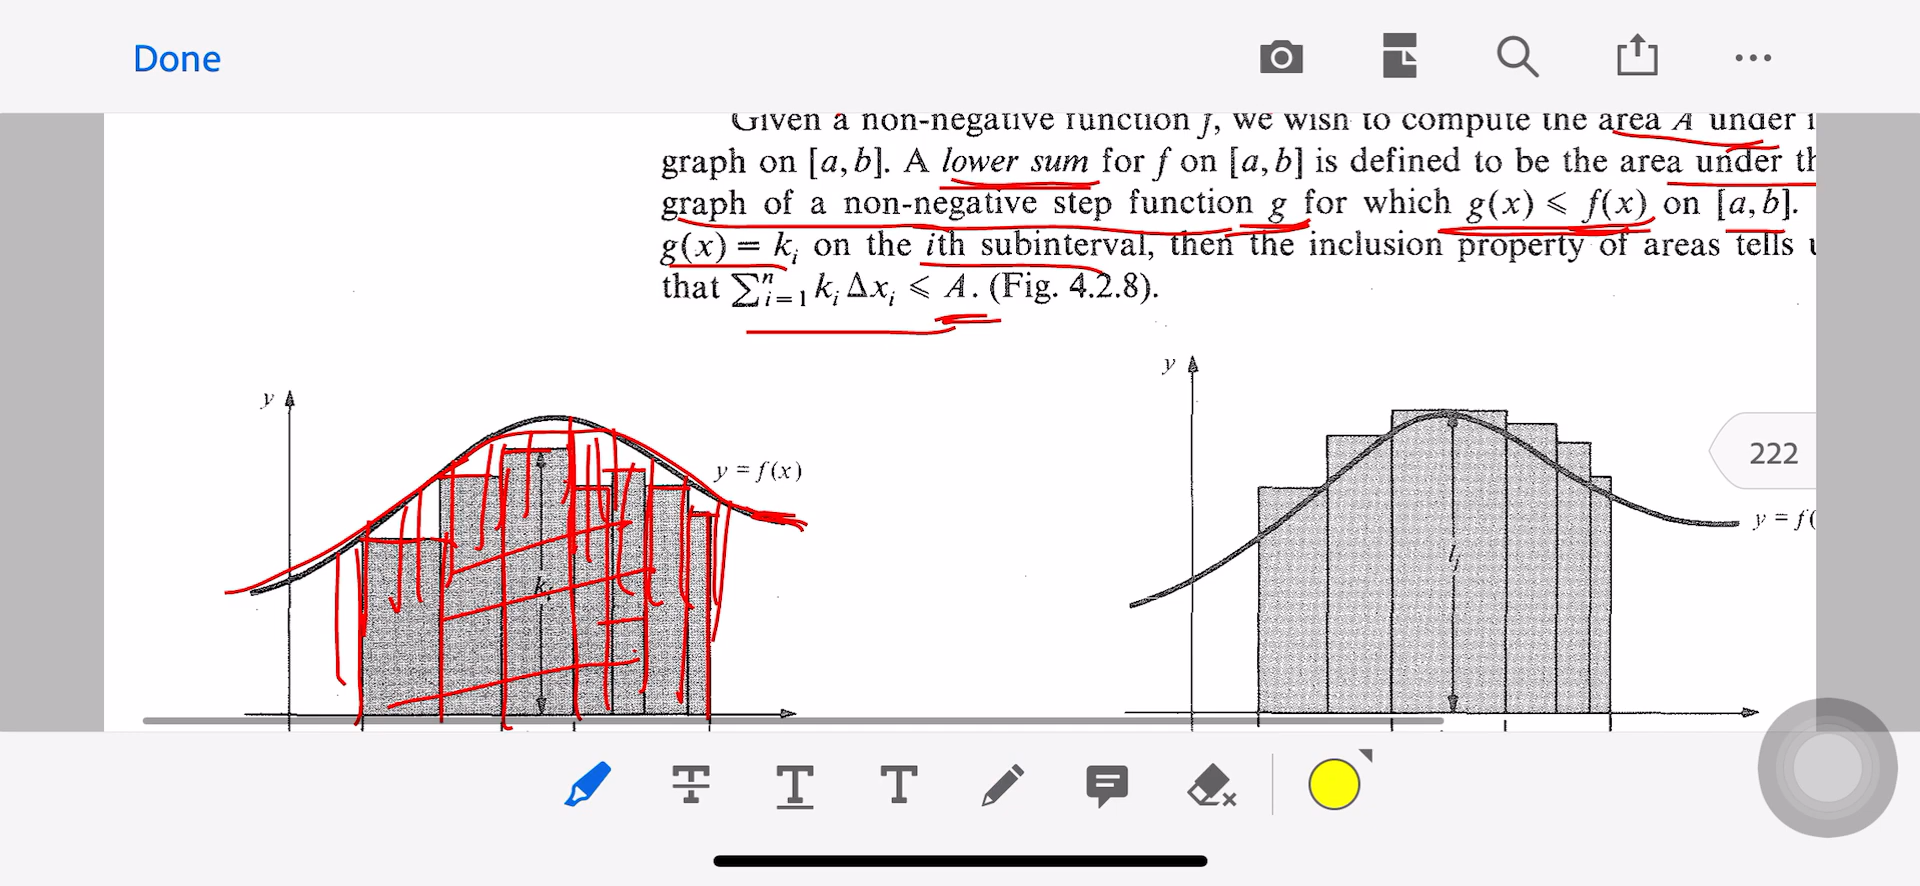 Done
Given a non-negative function f, we wish to compute the area A under i
graph on [a, b]. A lower sum for f on [a, b] is defined to be the area under th
graph of a non-negative step function g for which g(x) ⩽ f(x) on [a, b].
g(x) = kᵢ on the ith subinterval, then the inclusion property of areas tells u
that ∑ⁿᵢ₌₁ kᵢ Δxᵢ ⩽ A. (Fig. 4.2.8).
y
y
y = f(x)
222
y = f(
kᵢ
lⱼ